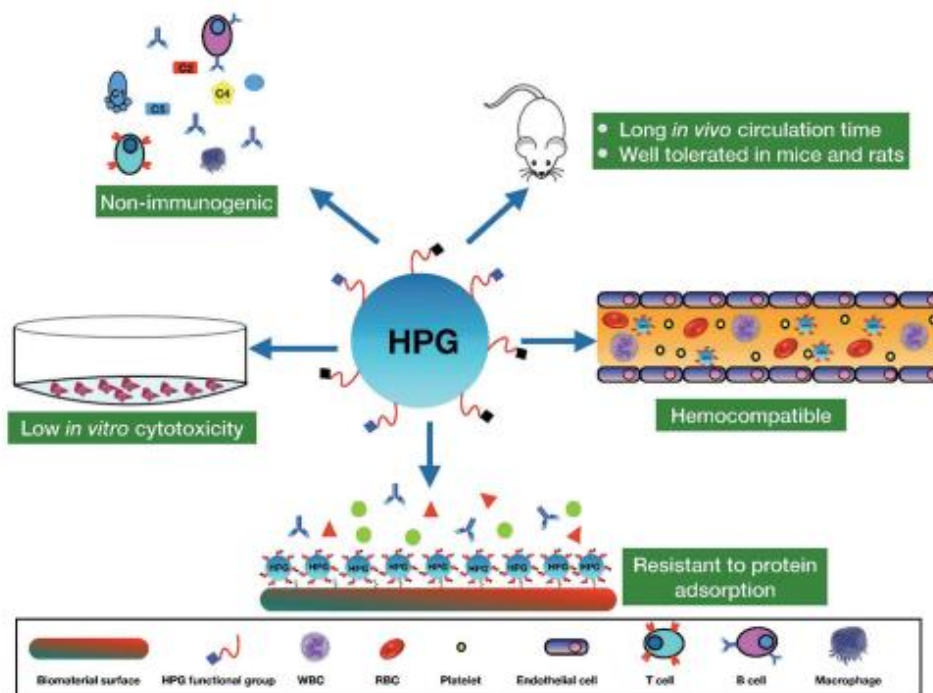 C2
C1
C4
C3
Non-immunogenic
• Long in vivo circulation time
• Well tolerated in mice and rats
HPG
Low in vitro cytotoxicity
Hemocompatible
HPG HPG HPG HPG HPG HPG HPG HPG HPG
Resistant to protein
adsorption
Biomaterial surface HPG functional group WBC RBC Platelet Endothelial cell T cell B cell Macrophage